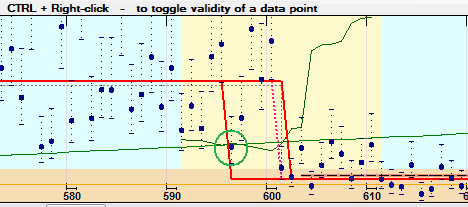 CTRL + Right-click - to toggle validity of a data point
580 590 600 610